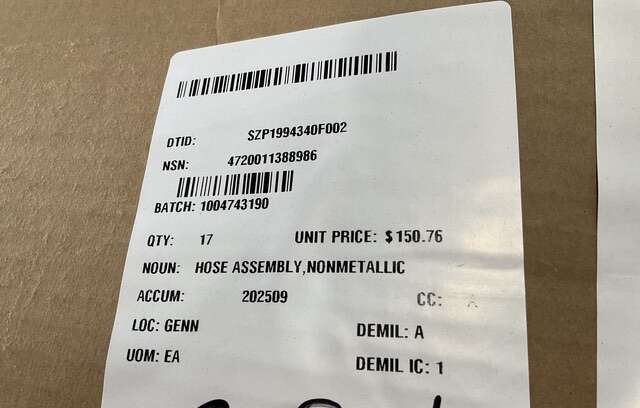 DTID: SZP1994340F002
NSN: 4720011388986
BATCH: 1004743190
QTY: 17 UNIT PRICE: $150.76
NOUN: HOSE ASSEMBLY,NONMETALLIC
ACCUM: 202509 CC: A
LOC: GENN DEMIL: A
UOM: EA DEMIL IC: 1